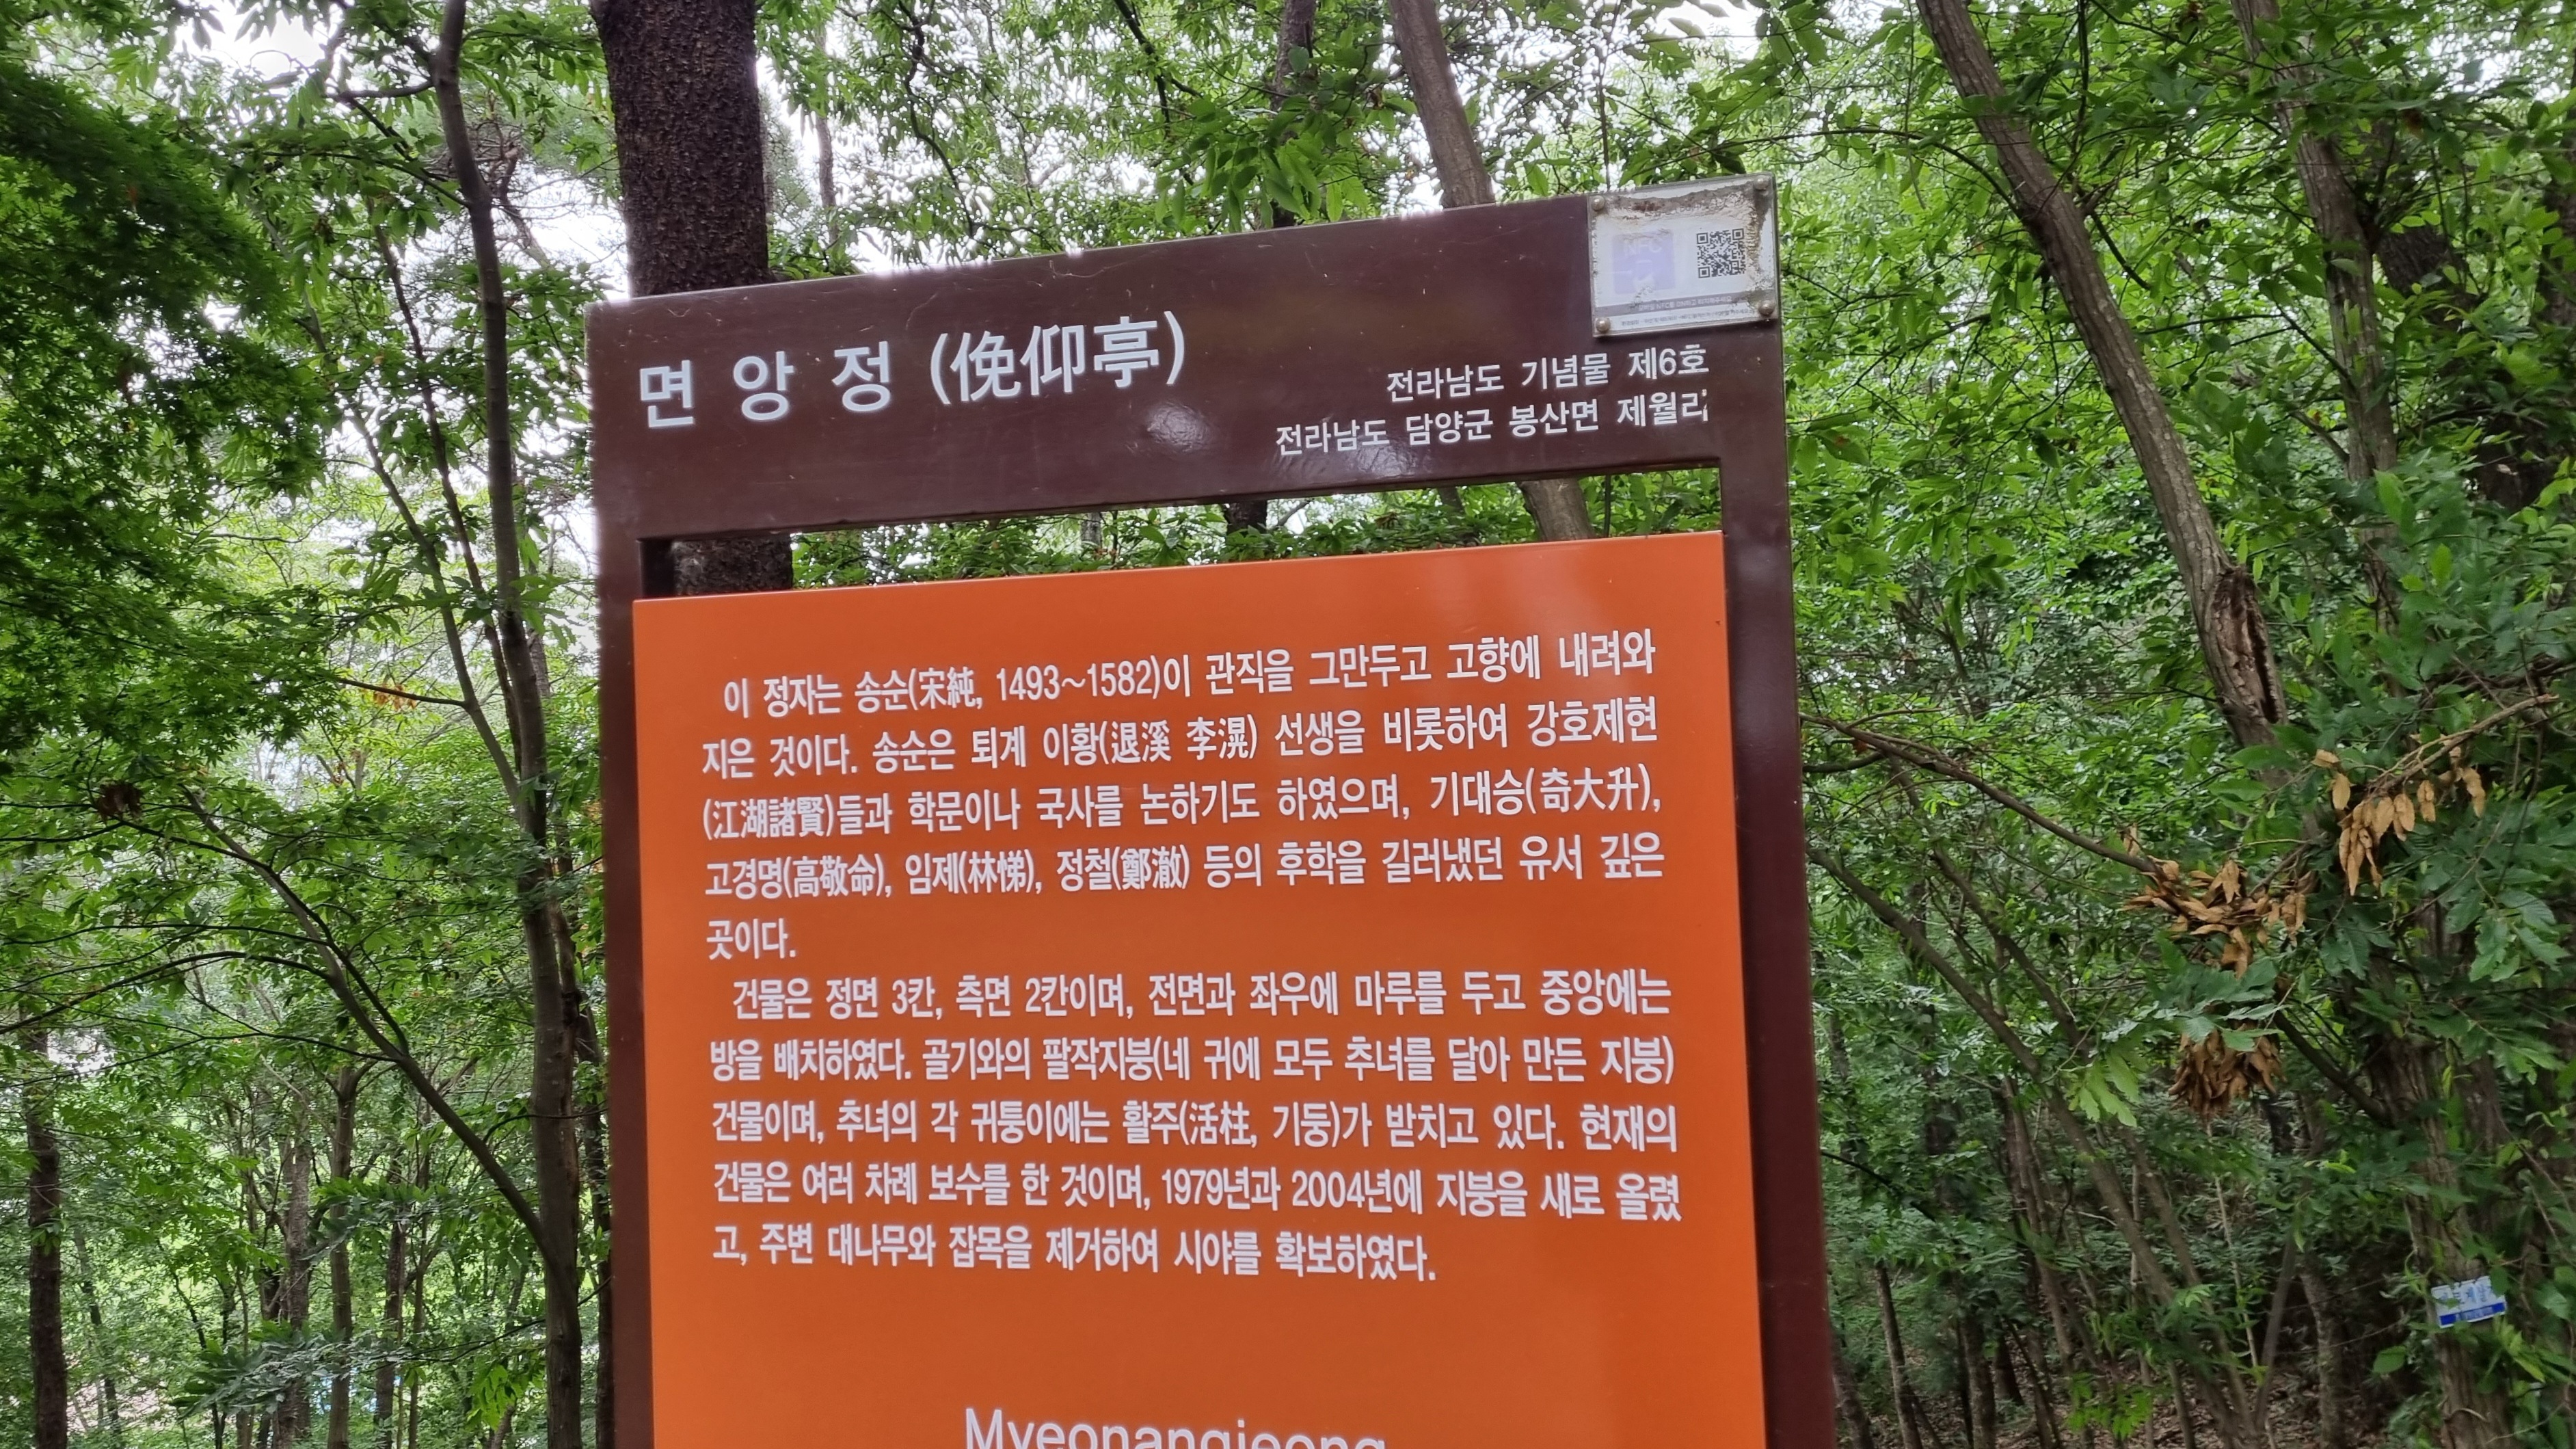 면 앙 정 (俛仰亭)
전라남도 기념물 제6호
전라남도 담양군 봉산면 제월리
이 정자는 송순(宋純, 1493~1582)이 관직을 그만두고 고향에 내려와
지은 것이다. 송순은 퇴계 이황(退溪 李滉) 선생을 비롯하여 강호제현
(江湖諸賢)들과 학문이나 국사를 논하기도 하였으며, 기대승(奇大升),
고경명(高敬命), 임제(林悌), 정철(鄭澈) 등의 후학을 길러냈던 유서 깊은
곳이다.
건물은 정면 3칸, 측면 2칸이며, 전면과 좌우에 마루를 두고 중앙에는
방을 배치하였다. 골기와의 팔작지붕(네 귀에 모두 추녀를 달아 만든 지붕)
건물이며, 추녀의 각 귀퉁이에는 활주(活柱, 기둥)가 받치고 있다. 현재의
건물은 여러 차례 보수를 한 것이며, 1979년과 2004년에 지붕을 새로 올렸
고, 주변 대나무와 잡목을 제거하여 시야를 확보하였다.
Myeonangjeong